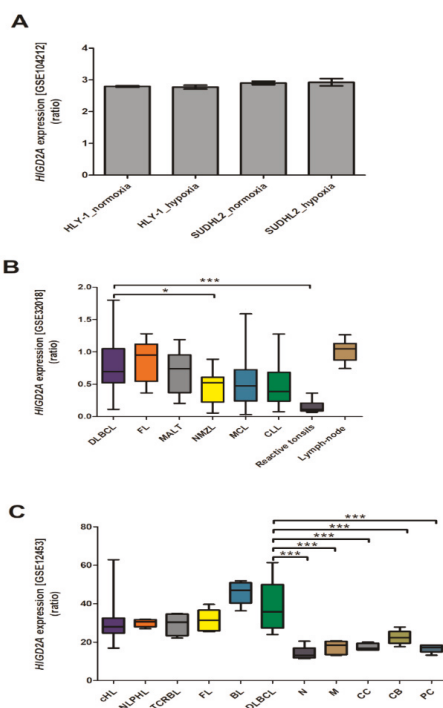 A
HIGD2A expression [GSE104212]
(ratio)
4
3
2
1
0
HLY-1_normoxia
HLY-1_hypoxia
SUDHL2_normoxia
SUDHL2_hypoxia
B
HIGD2A expression [GSE32018]
(ratio)
2.0
1.5
1.0
0.5
0.0
***
*
DLBCL
FL
MALT
NMZL
MCL
CLL
Reactive tonsils
Lymph-node
C
HIGD2A expression [GSE12453]
(ratio)
80
60
40
20
0
***
***
***
***
***
cHL
NLPHL
TCRBL
FL
BL
DLBCL
N
M
CC
CB
PC